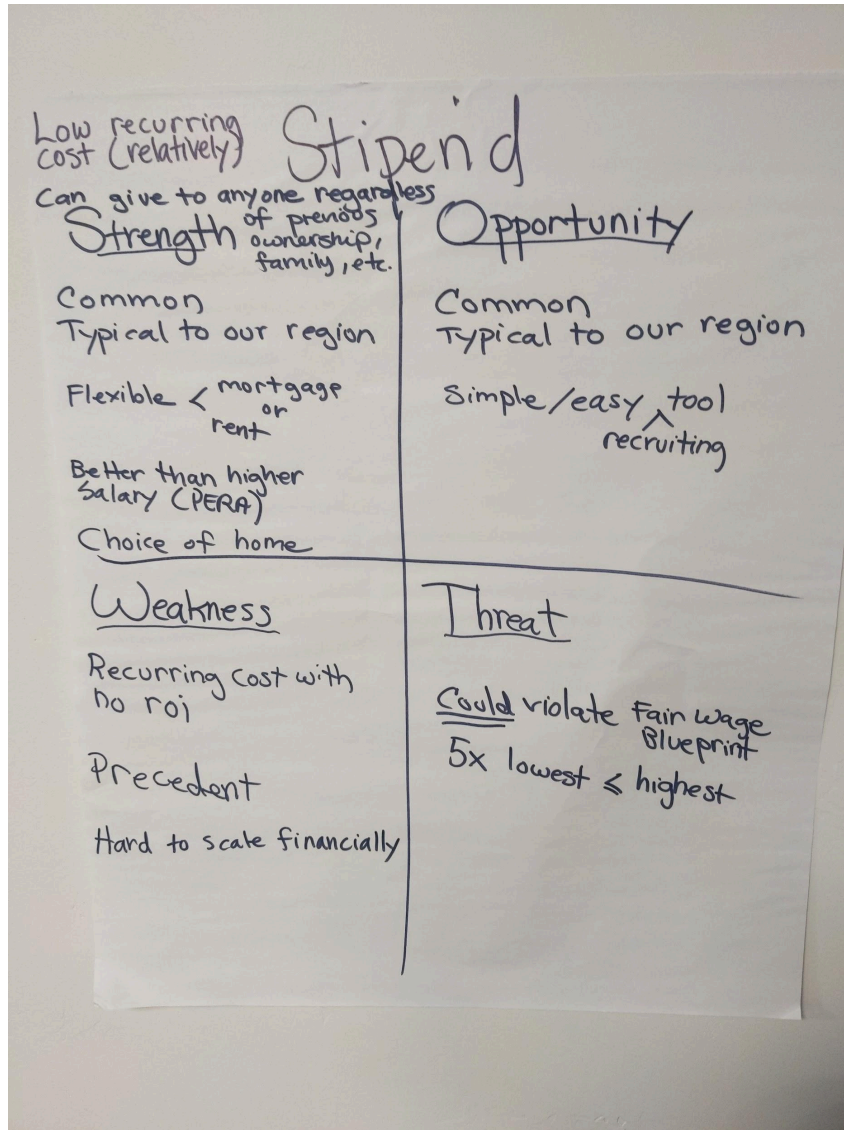 Low recurring
cost (relatively)
Stipend
Can give to anyone regardless
of prenoos
ownership,
family, etc.
Strength
Common
Typical to our region
Flexible < mortgage
or
rent
Better than higher
Salary (PERA)
Choice of home
Opportunity
Common
Typical to our region
Simple/easy ^ tool
recruiting
Weakness
Recurring cost with
no roi
Precedent
Hard to scale financially
Threat
Could violate Fair Wage
Blueprint
5x lowest ≤ highest